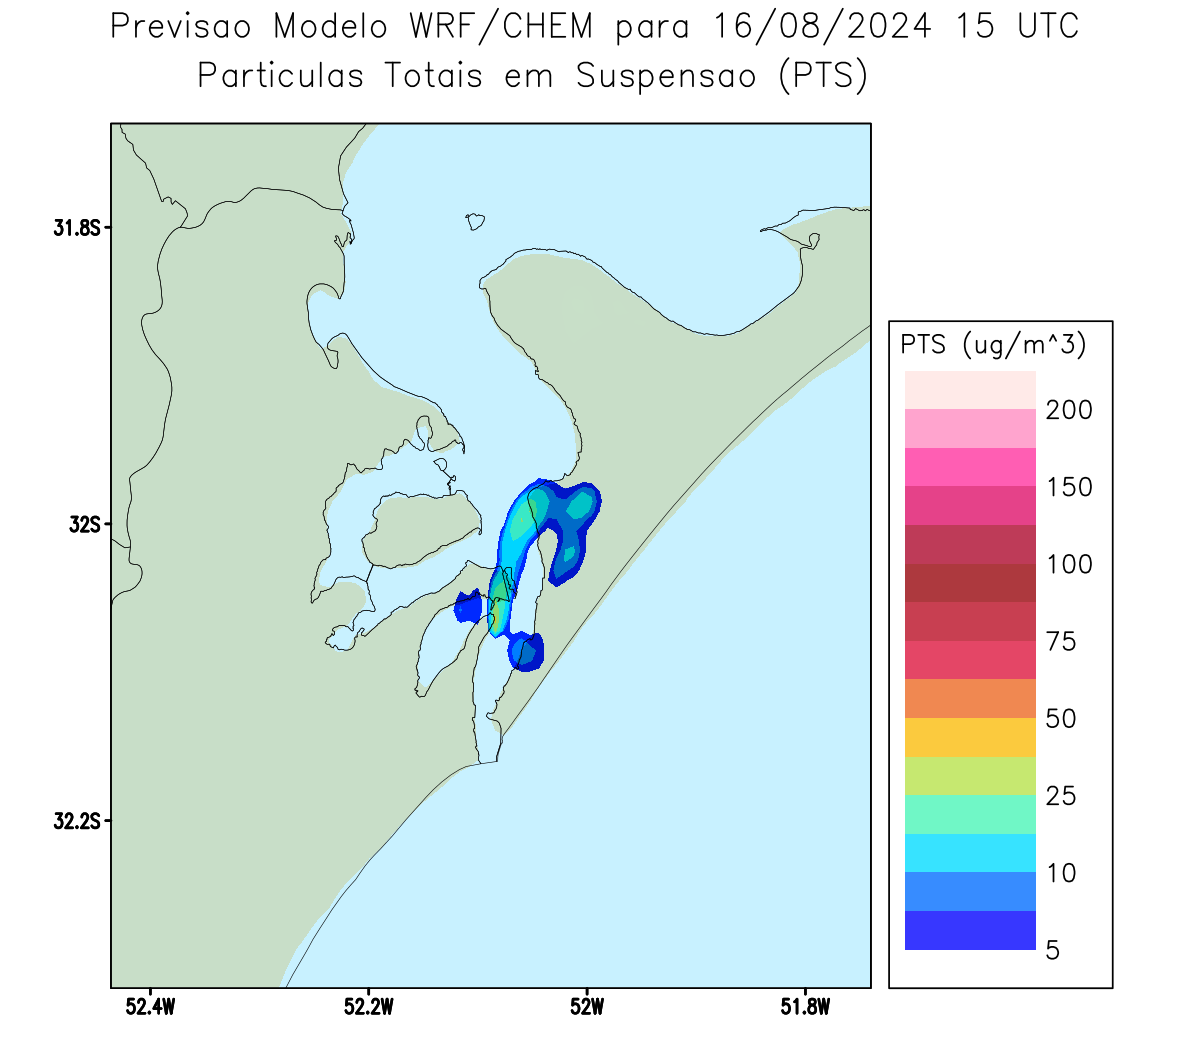 Previsao Modelo WRF/CHEM para 16/08/2024 15 UTC
Particulas Totais em Suspensao (PTS)
31.8S
32S
32.2S
52.4W
52.2W
52W
51.8W
PTS (ug/m^3)
200
150
100
75
50
25
10
5